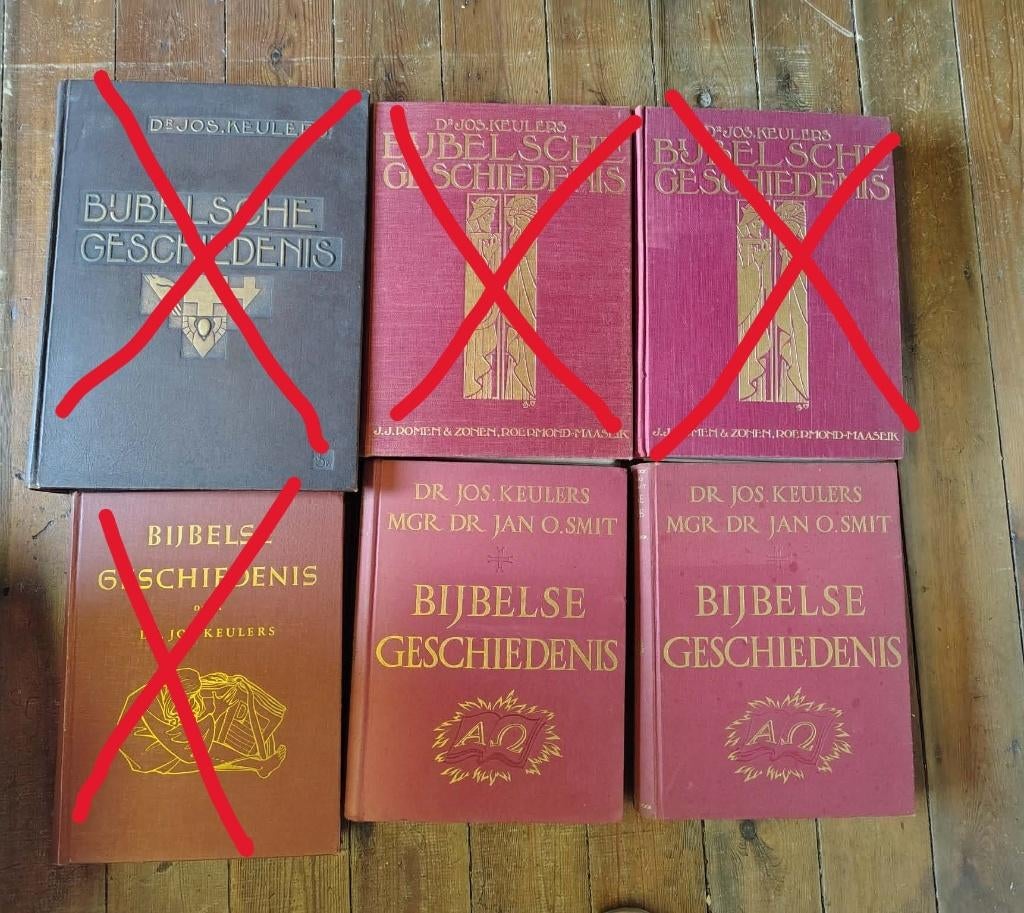 DR JOS. KEULERS
BIJBELSCHE
GESCHIEDENIS
DR JOS. KEULERS
BIJBELSCHE
GESCHIEDENIS
J.J. ROMEN & ZONEN, ROERMOND-MAASEIK
DR JOS. KEULERS
BIJBELSCHE
GESCHIEDENIS
J.J. ROMEN & ZONEN, ROERMOND-MAASEIK
BIJBELSE
GESCHIEDENIS
DR. JOS. KEULERS
DR JOS. KEULERS
MGR DR JAN O. SMIT
BIJBELSE
GESCHIEDENIS
A Ω
DR JOS. KEULERS
MGR DR JAN O. SMIT
BIJBELSE
GESCHIEDENIS
A Ω